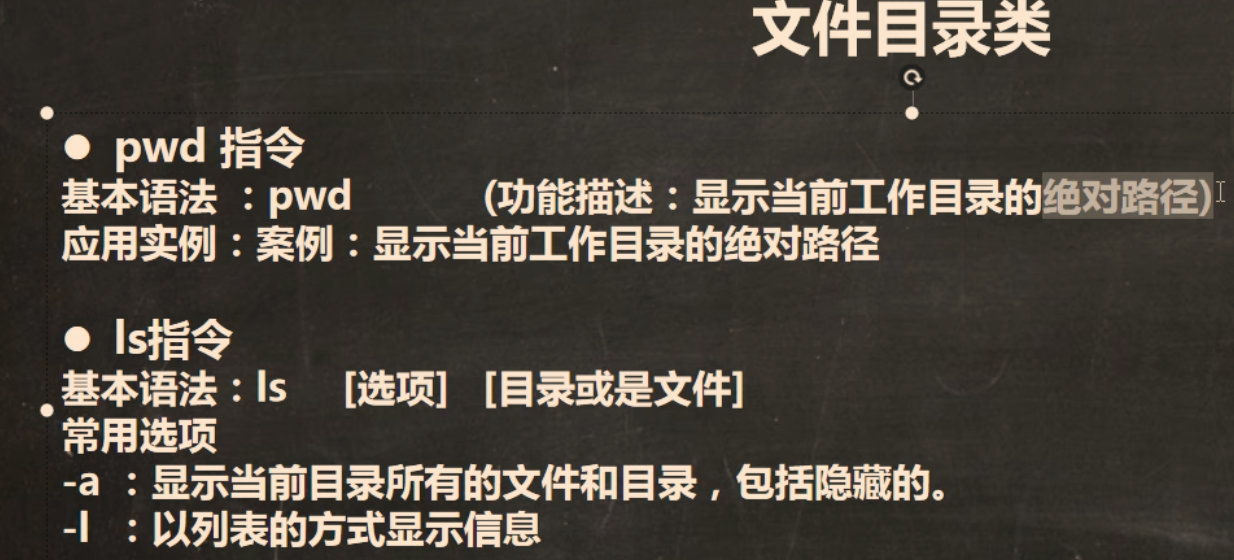 文件目录类
● pwd 指令
基本语法 ：pwd (功能描述：显示当前工作目录的绝对路径)
应用实例：案例：显示当前工作目录的绝对路径
● ls指令
基本语法：ls [选项] [目录或是文件]
常用选项
-a ：显示当前目录所有的文件和目录，包括隐藏的。
-l ：以列表的方式显示信息